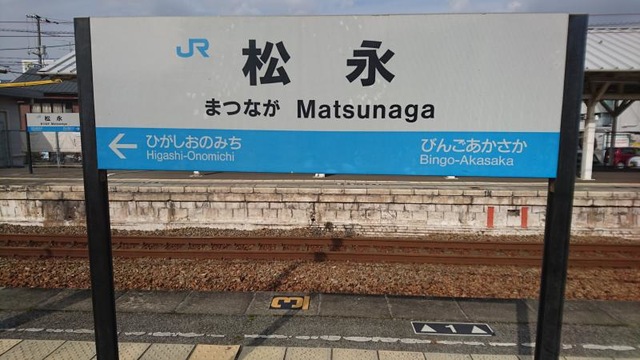 JR 松永
まつなが Matsunaga
← ひがしおのみち びんごあかさか
Higashi-Onomichi Bingo-Akasaka
松永
3
▲ 1 ▲